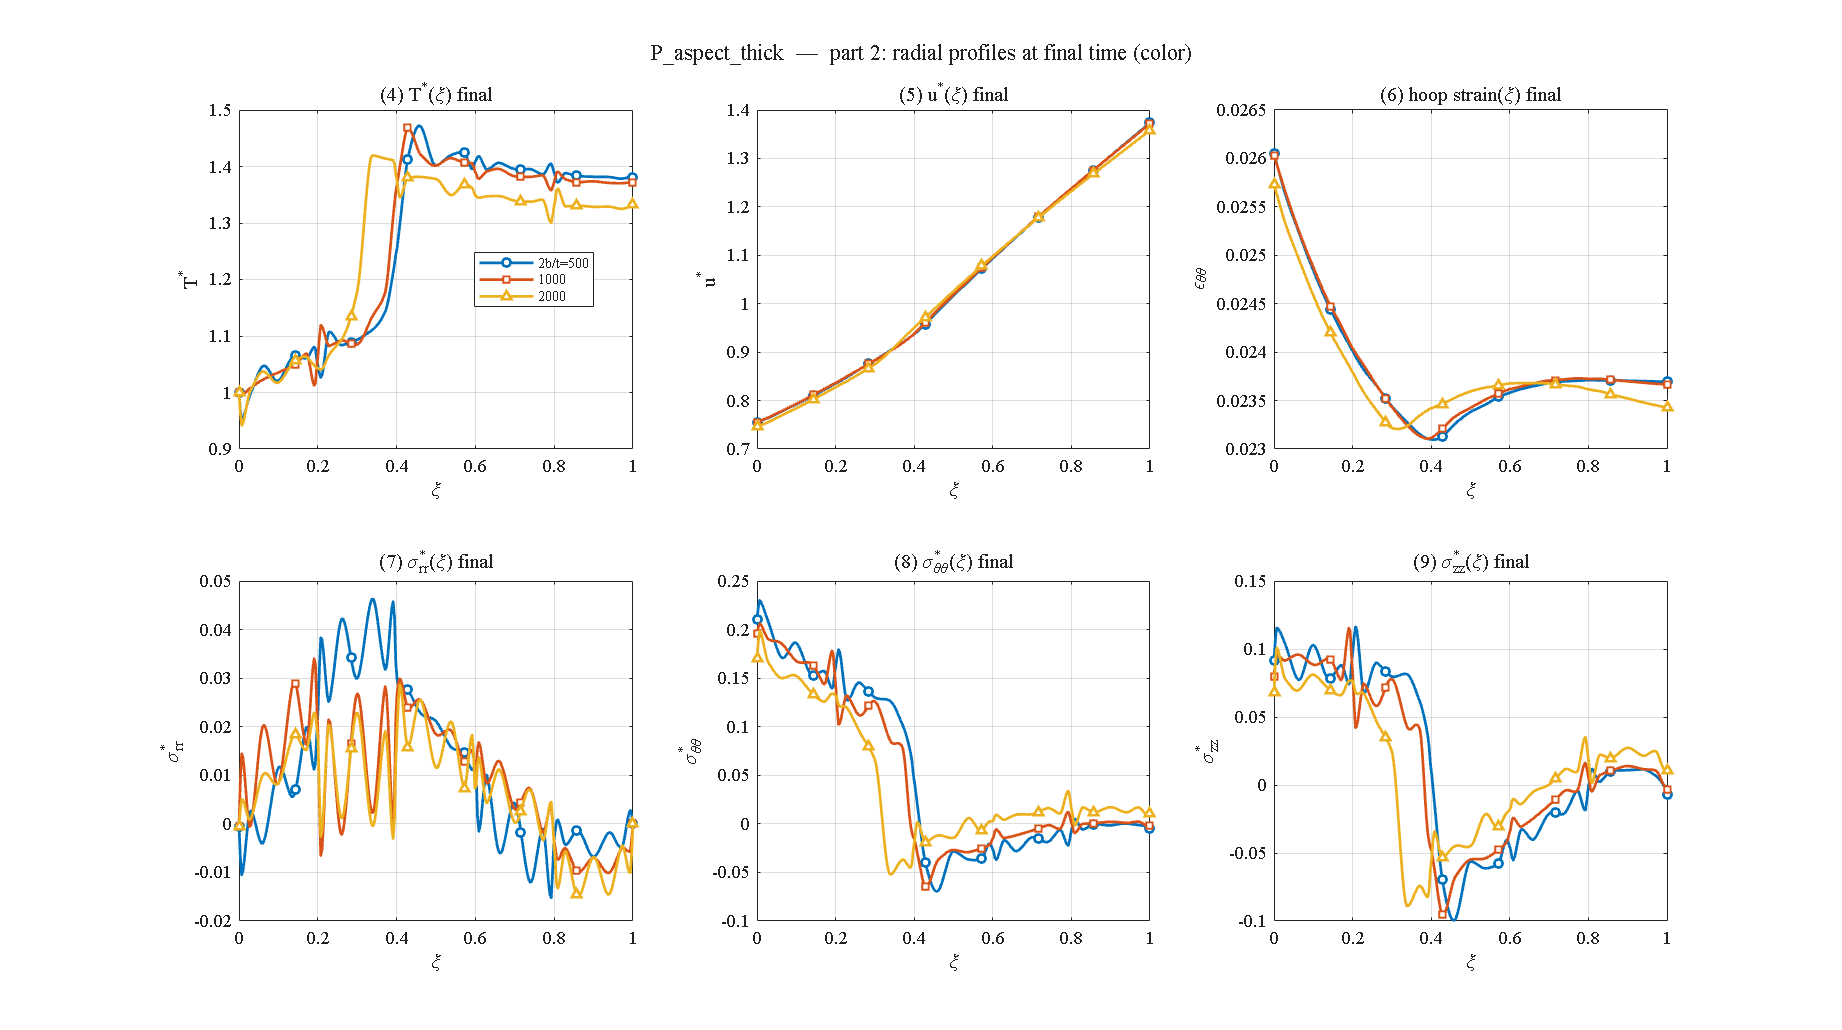 P_aspect_thick — part 2: radial profiles at final time (color)
(4) T*(ξ) final
1.5
1.4
1.3
1.2
1.1
1
0.9
T*
0 0.2 0.4 0.6 0.8 1
ξ
2b/t=500
1000
2000
(5) u*(ξ) final
1.4
1.3
1.2
1.1
1
0.9
0.8
0.7
u*
0 0.2 0.4 0.6 0.8 1
ξ
(6) hoop strain(ξ) final
0.0265
0.026
0.0255
0.025
0.0245
0.024
0.0235
0.023
ϵθθ
0 0.2 0.4 0.6 0.8 1
ξ
(7) σ*rr(ξ) final
0.05
0.04
0.03
0.02
0.01
0
-0.01
-0.02
σ*rr
0 0.2 0.4 0.6 0.8 1
ξ
(8) σ*θθ(ξ) final
0.25
0.2
0.15
0.1
0.05
0
-0.05
-0.1
σ*θθ
0 0.2 0.4 0.6 0.8 1
ξ
(9) σ*zz(ξ) final
0.15
0.1
0.05
0
-0.05
-0.1
σ*zz
0 0.2 0.4 0.6 0.8 1
ξ